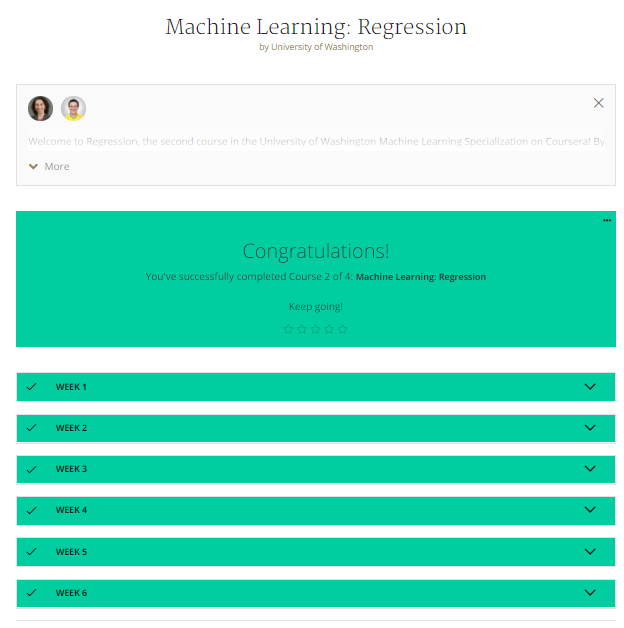 Machine Learning: Regression
by University of Washington
Welcome to Regression, the second course in the University of Washington Machine Learning Specialization on Coursera! By
More
Congratulations!
You've successfully completed Course 2 of 4: Machine Learning: Regression
Keep going!
WEEK 1
WEEK 2
WEEK 3
WEEK 4
WEEK 5
WEEK 6